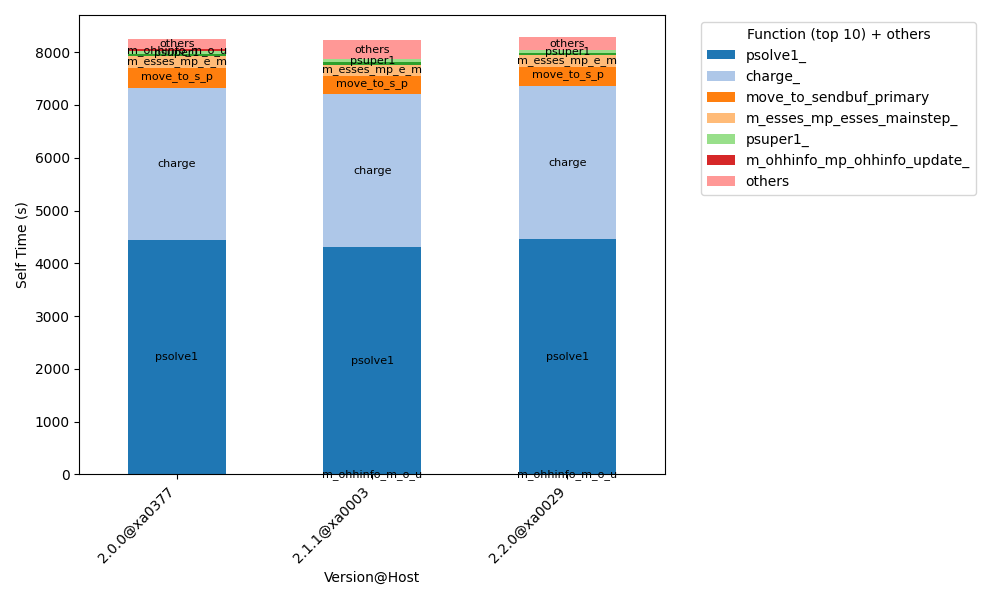 Function (top 10) + others
psolve1_
charge_
move_to_sendbuf_primary
m_esses_mp_esses_mainstep_
psuper1_
m_ohhinfo_mp_ohhinfo_update_
others
Self Time (s)
8000
7000
6000
5000
4000
3000
2000
1000
0
others
m_ohhinfo_m_o_u
psuper1
m_esses_mp_e_m
move_to_s_p
charge
psolve1
others
psuper1
m_esses_mp_e_m
move_to_s_p
charge
psolve1
m_ohhinfo_m_o_u
others
psuper1
m_esses_mp_e_m
move_to_s_p
charge
psolve1
m_ohhinfo_m_o_u
2.0.0@xa0377
2.1.1@xa0003
2.2.0@xa0029
Version@Host